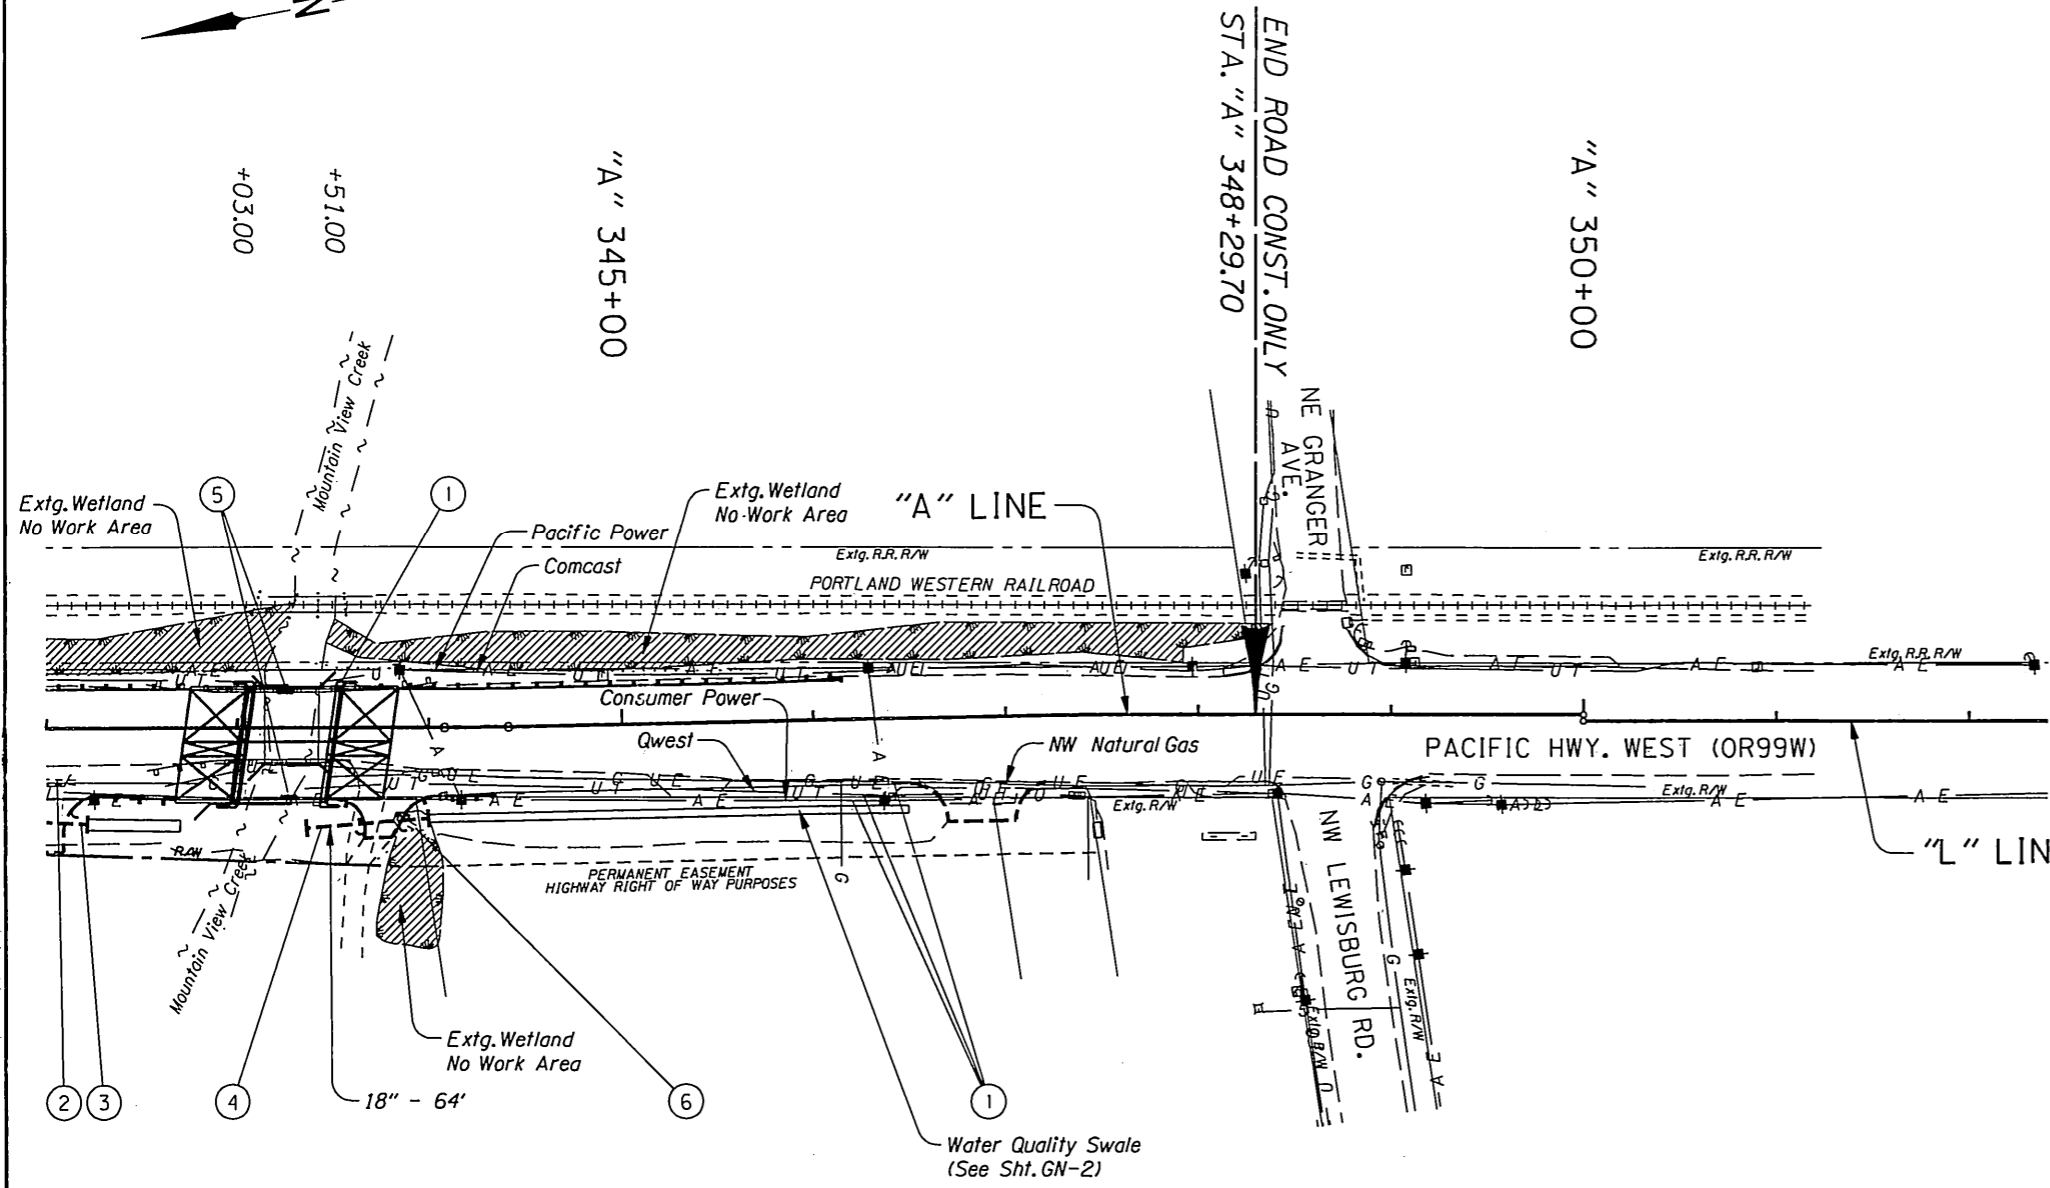 N
END ROAD CONST. ONLY
STA. "A" 348+29.70
+03.00
+51.00
"A" 345+00
"A" 350+00
Mountain View Creek
NE GRANGER
AVE.
5
1
Extg. Wetland
No Work Area
Extg. Wetland
No Work Area
"A" LINE
Pacific Power
Comcast
Extg. R.R. R/W
Extg. R.R. R/W
PORTLAND WESTERN RAILROAD
Extg. R.R. R/W
Consumer Power
Qwest
NW Natural Gas
PACIFIC HWY. WEST (OR99W)
Extg. R/W
Extg. R/W
"L" LIN
R/W
PERMANENT EASEMENT
HIGHWAY RIGHT OF WAY PURPOSES
Mountain View Creek
NW LEWISBURG RD.
Extg. R/W
Extg. R/W
Extg. Wetland
No Work Area
2
3
4
18" - 64'
6
1
Water Quality Swale
(See Sht. GN-2)